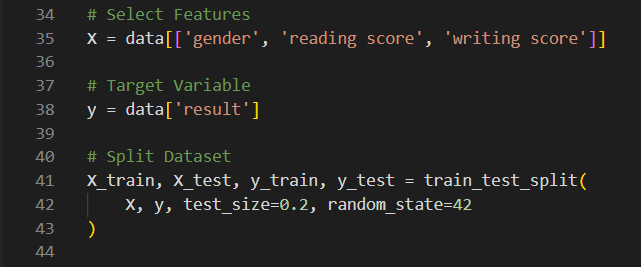 34 # Select Features
35 X = data[['gender', 'reading score', 'writing score']]
36
37 # Target Variable
38 y = data['result']
39
40 # Split Dataset
41 X_train, X_test, y_train, y_test = train_test_split(
42     X, y, test_size=0.2, random_state=42
43 )
44